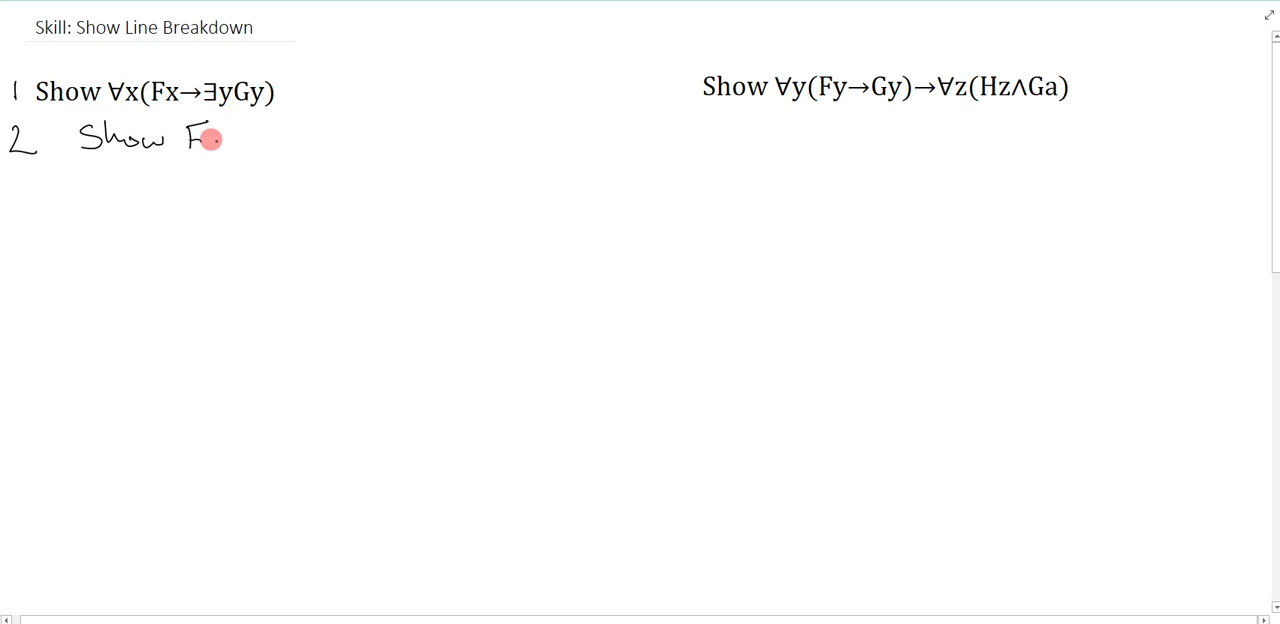 Skill: Show Line Breakdown
1 Show ∀x(Fx→∃yGy)
2 Show F
Show ∀y(Fy→Gy)→∀z(Hz∧Ga)